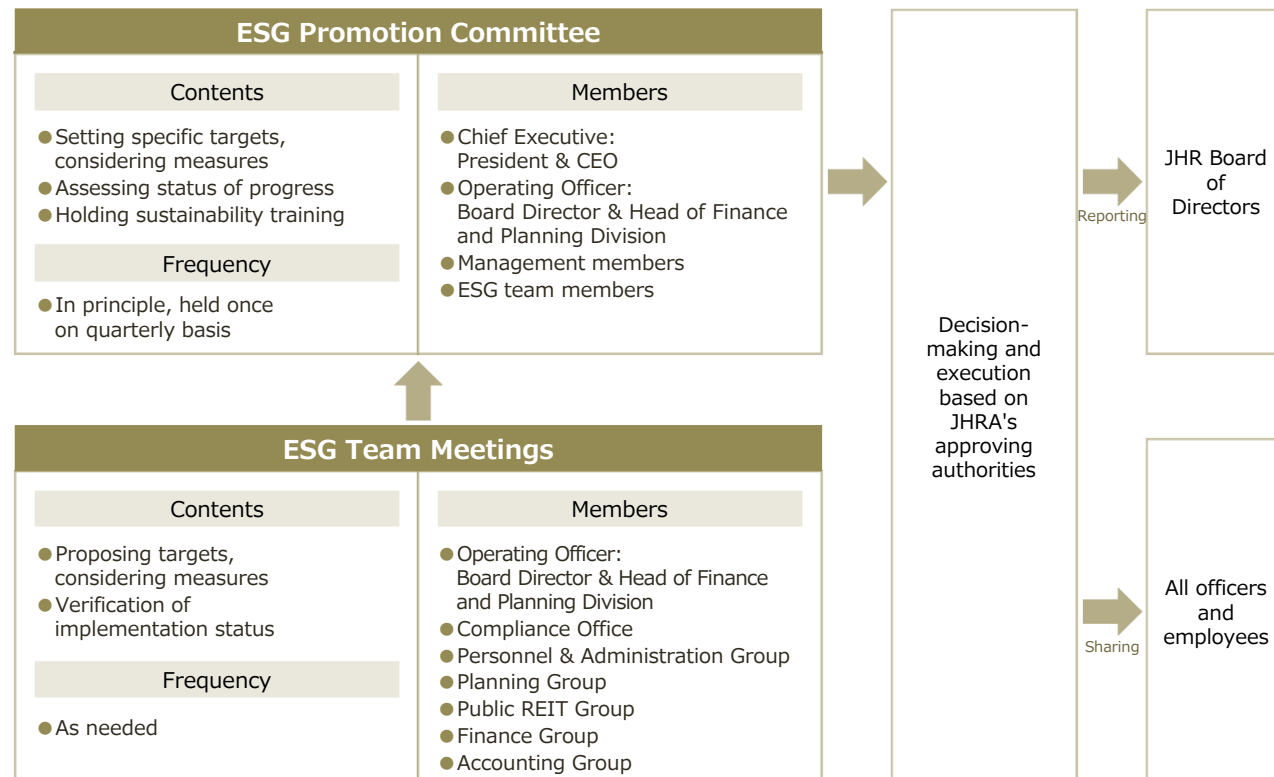 ESG Promotion Committee
Contents
● Setting specific targets,
considering measures
● Assessing status of progress
● Holding sustainability training
Frequency
● In principle, held once
on quarterly basis
Members
● Chief Executive:
President & CEO
● Operating Officer:
Board Director & Head of Finance
and Planning Division
● Management members
● ESG team members
ESG Team Meetings
Contents
● Proposing targets,
considering measures
● Verification of
implementation status
Frequency
● As needed
Members
● Operating Officer:
Board Director & Head of Finance
and Planning Division
● Compliance Office
● Personnel & Administration Group
● Planning Group
● Public REIT Group
● Finance Group
● Accounting Group
Decision-
making and
execution
based on
JHRA's
approving
authorities
Reporting
JHR Board
of
Directors
Sharing
All officers
and
employees